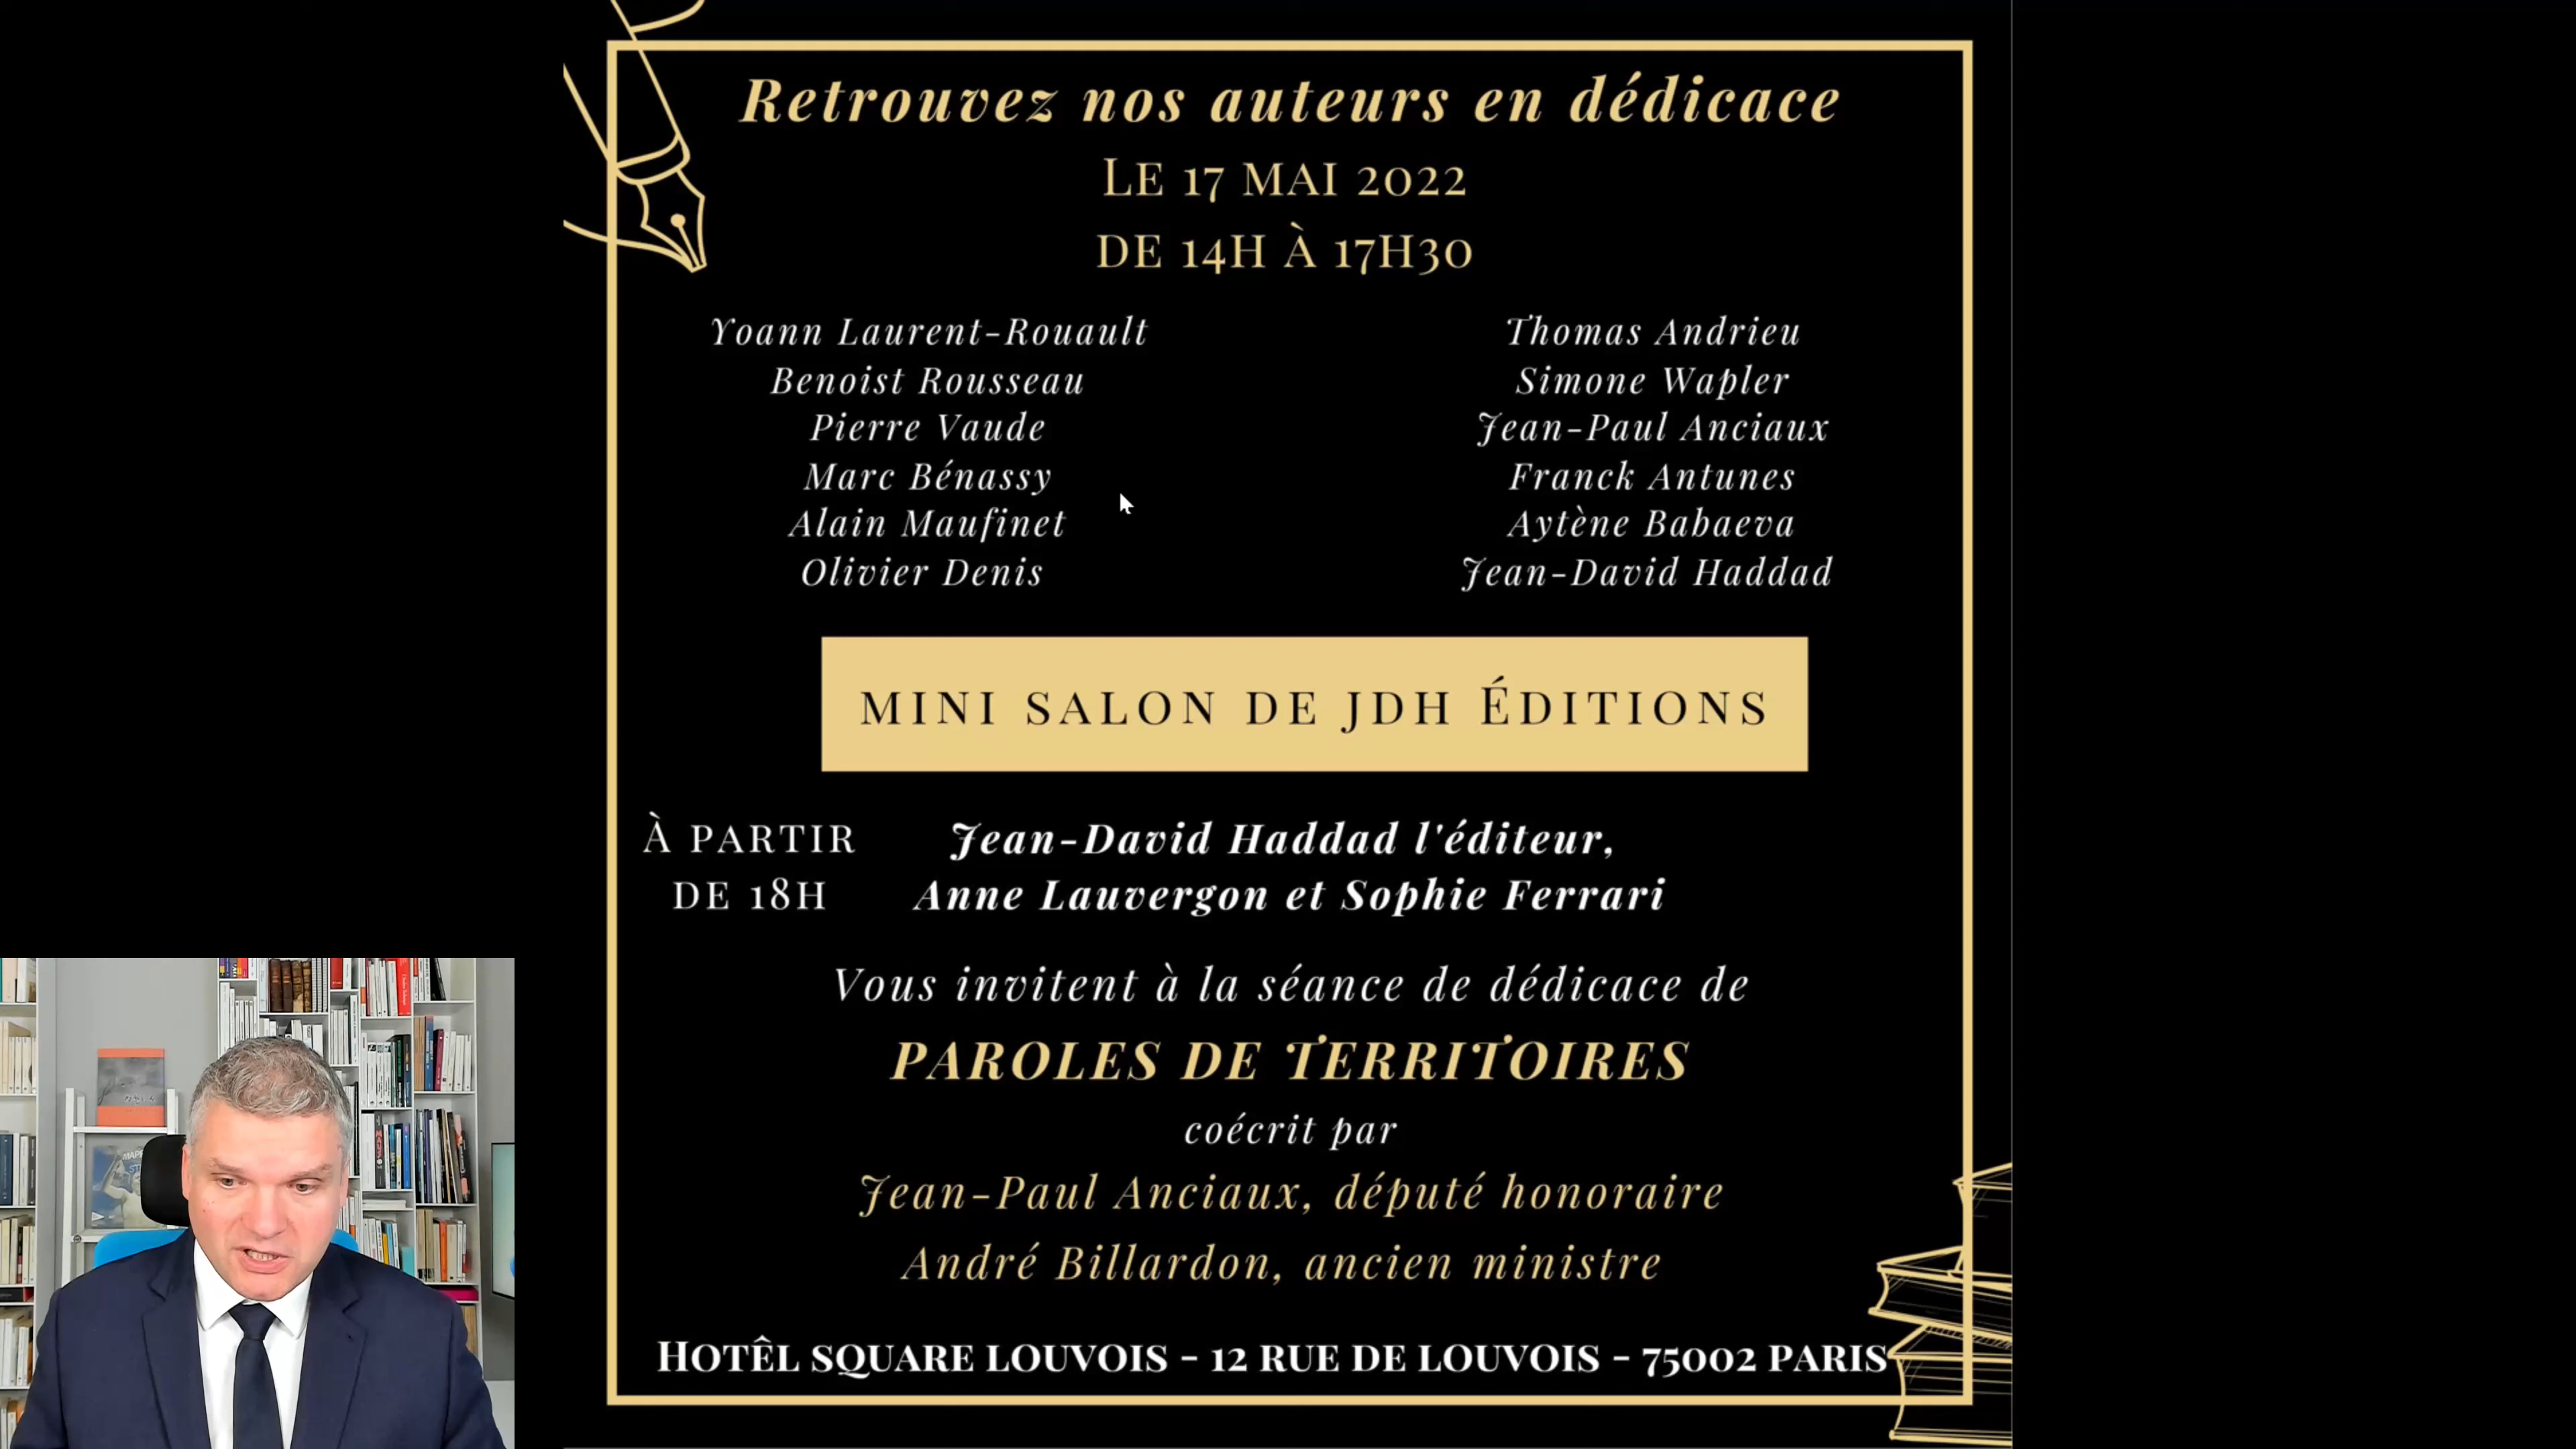 Retrouvez nos auteurs en dédicace
LE 17 MAI 2022
DE 14H À 17H30
Yoann Laurent-Rouault
Benoist Rousseau
Pierre Vaude
Marc Bénassy
Alain Maufinet
Olivier Denis
Thomas Andrieu
Simone Wapler
Jean-Paul Anciaux
Franck Antunes
Aytène Babaeva
Jean-David Haddad
MINI SALON DE JDH ÉDITIONS
À PARTIR
DE 18H
Jean-David Haddad l'éditeur,
Anne Lauvergon et Sophie Ferrari
Vous invitent à la séance de dédicace de
PAROLES DE TERRITOIRES
coécrit par
Jean-Paul Anciaux, député honoraire
André Billardon, ancien ministre
HOTÊL SQUARE LOUVOIS - 12 RUE DE LOUVOIS - 75002 PARIS